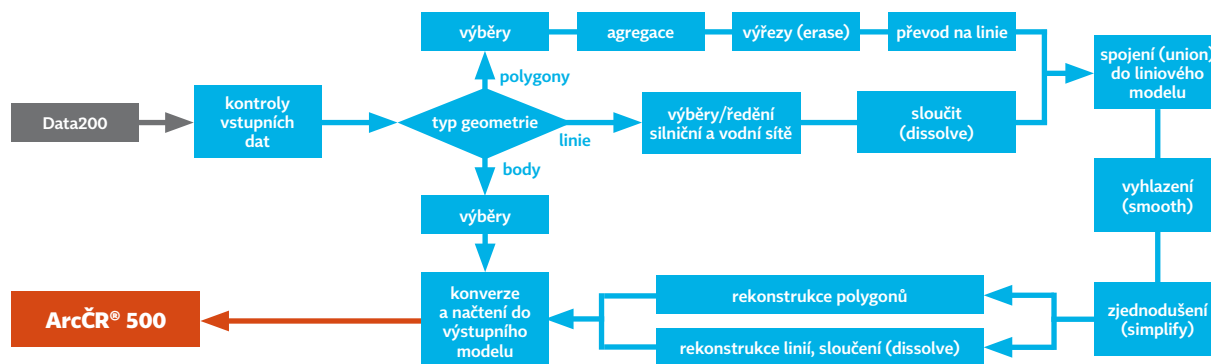 výběry
agregace
výřezy (erase)
převod na linie
spojení (union)
do liniového
modelu
polygony
Data200
kontroly
vstupních
dat
typ geometrie
linie
výběry/ředění
silniční a vodní sítě
sloučit
(dissolve)
body
výběry
vyhlazení
(smooth)
ArcČR® 500
konverze
a načtení do
výstupního
modelu
rekonstrukce polygonů
rekonstrukce linií, sloučení (dissolve)
zjednodušení
(simplify)